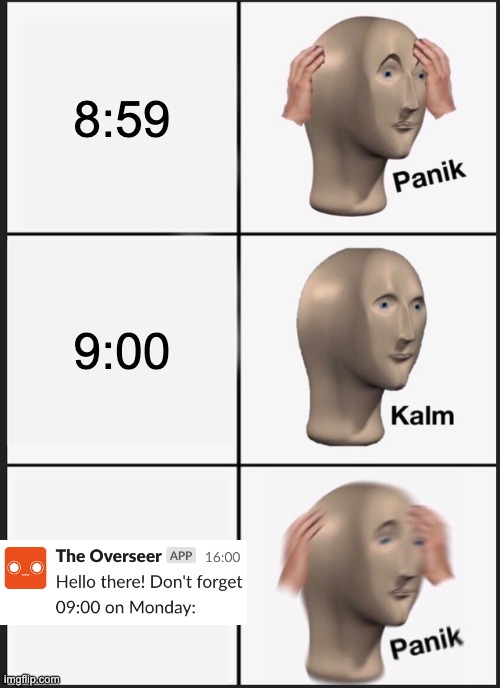 8:59
Panik
9:00
Kalm
The Overseer APP 16:00
Hello there! Don't forget
09:00 on Monday:
Panik
imgflip.com